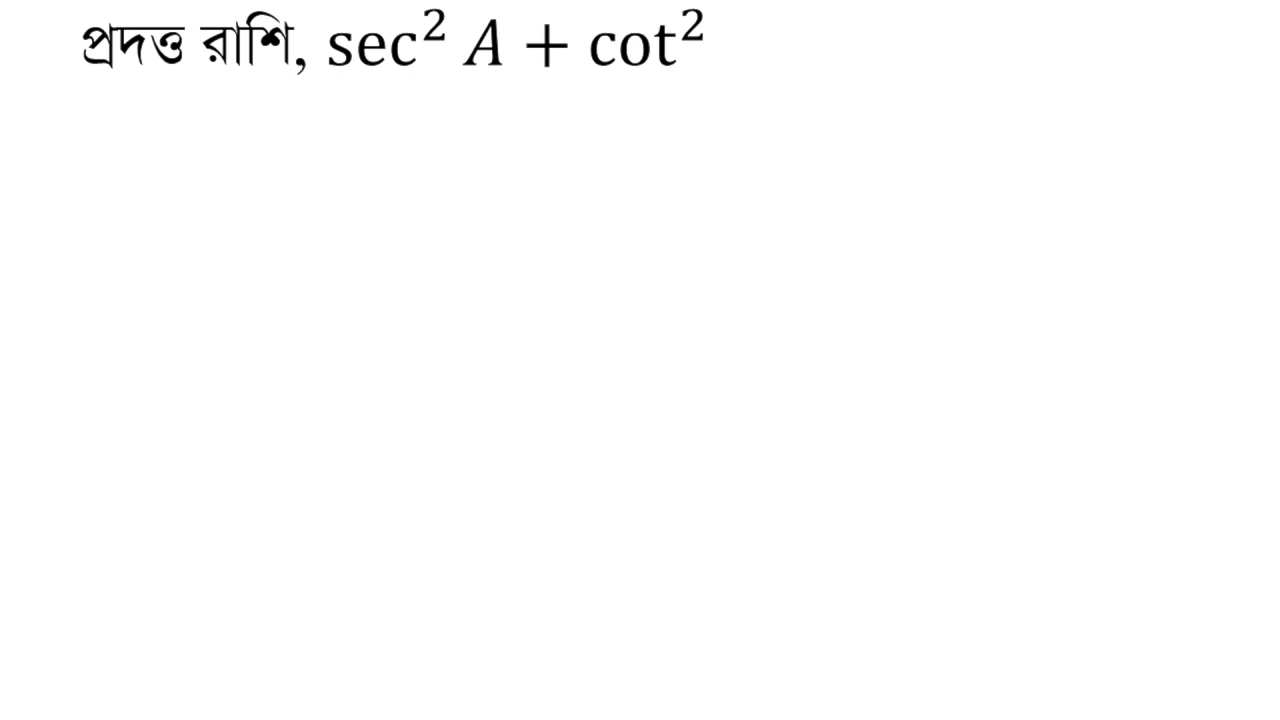 প্রদত্ত রাশি, sec² A + cot²